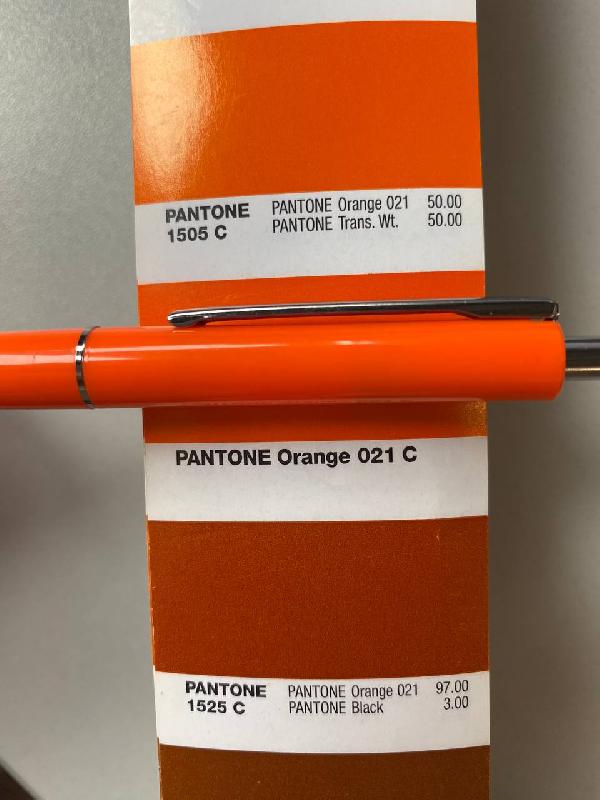 PANTONE PANTONE Orange 021 50.00
1505 C PANTONE Trans. Wt. 50.00
PANTONE Orange 021 C
PANTONE PANTONE Orange 021 97.00
1525 C PANTONE Black 3.00